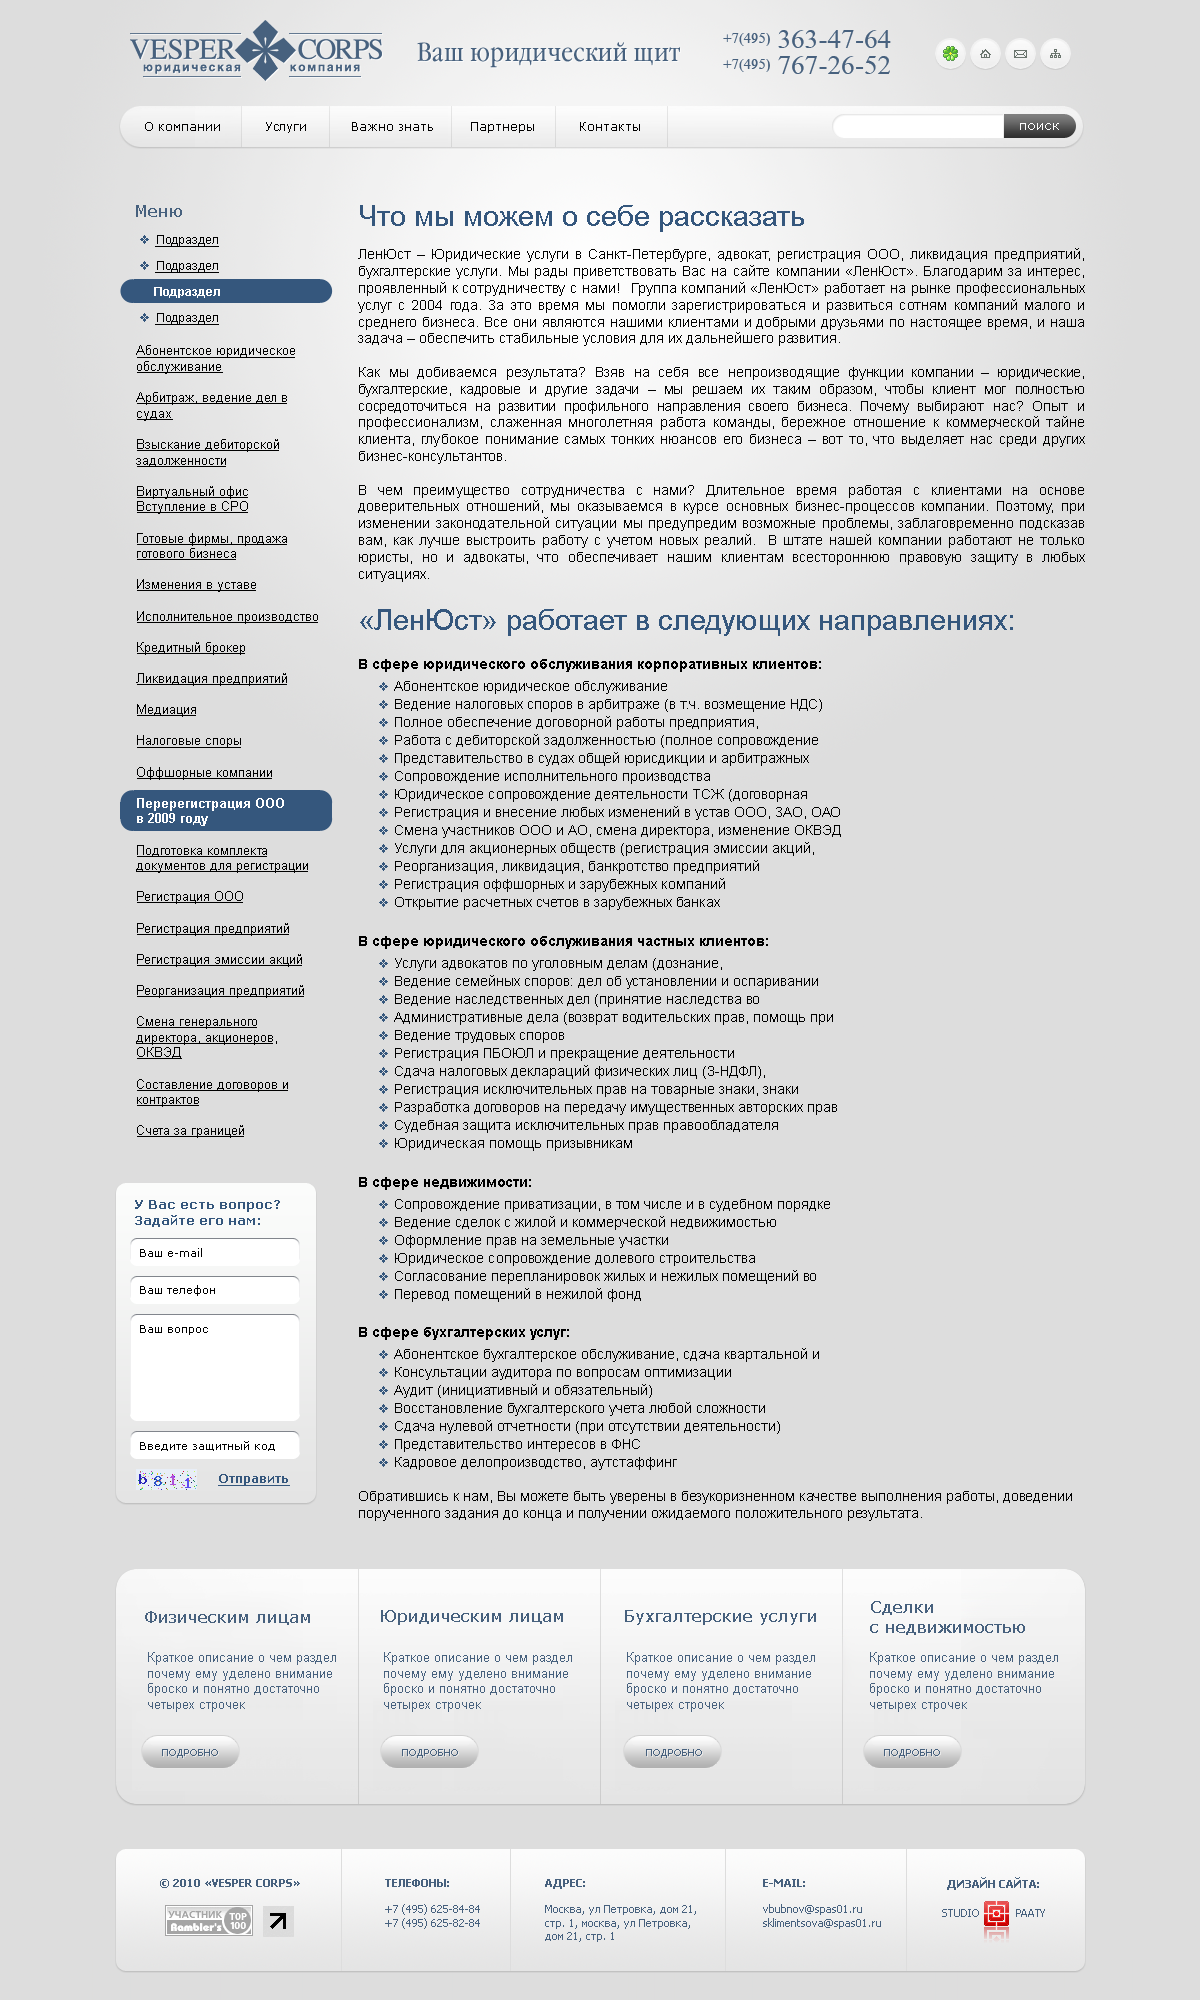 VESPER CORPS
юридическая компания
Ваш юридический щит
+7(495) 363-47-64
+7(495) 767-26-52
О компании
Услуги
Важно знать
Партнеры
Контакты
поиск
Меню
Подраздел
Подраздел
Подраздел
Подраздел
Абонентское юридическое
обслуживание
Арбитраж, ведение дел в
судах
Взыскание дебиторской
задолженности
Виртуальный офис
Вступление в СРО
Готовые фирмы, продажа
готового бизнеса
Изменения в уставе
Исполнительное производство
Кредитный брокер
Ликвидация предприятий
Медиация
Налоговые споры
Оффшорные компании
Перерегистрация ООО
в 2009 году
Подготовка комплекта
документов для регистрации
Регистрация ООО
Регистрация предприятий
Регистрация эмиссии акций
Реорганизация предприятий
Смена генерального
директора, акционеров,
ОКВЭД
Составление договоров и
контрактов
Счета за границей
У Вас есть вопрос?
Задайте его нам:
Ваш e-mail
Ваш телефон
Ваш вопрос
Введите защитный код
b811
Отправить
Что мы можем о себе рассказать
ЛенЮст – Юридические услуги в Санкт-Петербурге, адвокат, регистрация ООО, ликвидация предприятий,
бухгалтерские услуги. Мы рады приветствовать Вас на сайте компании «ЛенЮст». Благодарим за интерес,
проявленный к сотрудничеству с нами! Группа компаний «ЛенЮст» работает на рынке профессиональных
услуг с 2004 года. За это время мы помогли зарегистрироваться и развиться сотням компаний малого и
среднего бизнеса. Все они являются нашими клиентами и добрыми друзьями по настоящее время, и наша
задача – обеспечить стабильные условия для их дальнейшего развития.
Как мы добиваемся результата? Взяв на себя все непроизводящие функции компании – юридические,
бухгалтерские, кадровые и другие задачи – мы решаем их таким образом, чтобы клиент мог полностью
сосредоточиться на развитии профильного направления своего бизнеса. Почему выбирают нас? Опыт и
профессионализм, слаженная многолетняя работа команды, бережное отношение к коммерческой тайне
клиента, глубокое понимание самых тонких нюансов его бизнеса – вот то, что выделяет нас среди других
бизнес-консультантов.
В чем преимущество сотрудничества с нами? Длительное время работая с клиентами на основе
доверительных отношений, мы оказываемся в курсе основных бизнес-процессов компании. Поэтому, при
изменении законодательной ситуации мы предупредим возможные проблемы, заблаговременно подсказав
вам, как лучше выстроить работу с учетом новых реалий. В штате нашей компании работают не только
юристы, но и адвокаты, что обеспечивает нашим клиентам всестороннюю правовую защиту в любых
ситуациях.
«ЛенЮст» работает в следующих направлениях:
В сфере юридического обслуживания корпоративных клиентов:
Абонентское юридическое обслуживание
Ведение налоговых споров в арбитраже (в т.ч. возмещение НДС)
Полное обеспечение договорной работы предприятия,
Работа с дебиторской задолженностью (полное сопровождение
Представительство в судах общей юрисдикции и арбитражных
Сопровождение исполнительного производства
Юридическое сопровождение деятельности ТСЖ (договорная
Регистрация и внесение любых изменений в устав ООО, ЗАО, ОАО
Смена участников ООО и АО, смена директора, изменение ОКВЭД
Услуги для акционерных обществ (регистрация эмиссии акций,
Реорганизация, ликвидация, банкротство предприятий
Регистрация оффшорных и зарубежных компаний
Открытие расчетных счетов в зарубежных банках
В сфере юридического обслуживания частных клиентов:
Услуги адвокатов по уголовным делам (дознание,
Ведение семейных споров: дел об установлении и оспаривании
Ведение наследственных дел (принятие наследства во
Административные дела (возврат водительских прав, помощь при
Ведение трудовых споров
Регистрация ПБОЮЛ и прекращение деятельности
Сдача налоговых деклараций физических лиц (3-НДФЛ),
Регистрация исключительных прав на товарные знаки, знаки
Разработка договоров на передачу имущественных авторских прав
Судебная защита исключительных прав правообладателя
Юридическая помощь призывникам
В сфере недвижимости:
Сопровождение приватизации, в том числе и в судебном порядке
Ведение сделок с жилой и коммерческой недвижимостью
Оформление прав на земельные участки
Юридическое сопровождение долевого строительства
Согласование перепланировок жилых и нежилых помещений во
Перевод помещений в нежилой фонд
В сфере бухгалтерских услуг:
Абонентское бухгалтерское обслуживание, сдача квартальной и
Консультации аудитора по вопросам оптимизации
Аудит (инициативный и обязательный)
Восстановление бухгалтерского учета любой сложности
Сдача нулевой отчетности (при отсутствии деятельности)
Представительство интересов в ФНС
Кадровое делопроизводство, аутстаффинг
Обратившись к нам, Вы можете быть уверены в безукоризненном качестве выполнения работы, доведении
порученного задания до конца и получении ожидаемого положительного результата.
Физическим лицам
Краткое описание о чем раздел
почему ему уделено внимание
броско и понятно достаточно
четырех строчек
ПОДРОБНО
Юридическим лицам
Краткое описание о чем раздел
почему ему уделено внимание
броско и понятно достаточно
четырех строчек
ПОДРОБНО
Бухгалтерские услуги
Краткое описание о чем раздел
почему ему уделено внимание
броско и понятно достаточно
четырех строчек
ПОДРОБНО
Сделки
с недвижимостью
Краткое описание о чем раздел
почему ему уделено внимание
броско и понятно достаточно
четырех строчек
ПОДРОБНО
© 2010 «VESPER CORPS»
УЧАСТНИК
Rambler's
TOP
100
ТЕЛЕФОНЫ:
+7 (495) 625-84-84
+7 (495) 625-82-84
АДРЕС:
Москва, ул Петровка, дом 21,
стр. 1, москва, ул Петровка,
дом 21, стр. 1
E-MAIL:
vbubnov@spas01.ru
sklimentsova@spas01.ru
ДИЗАЙН САЙТА:
STUDIO PAATY